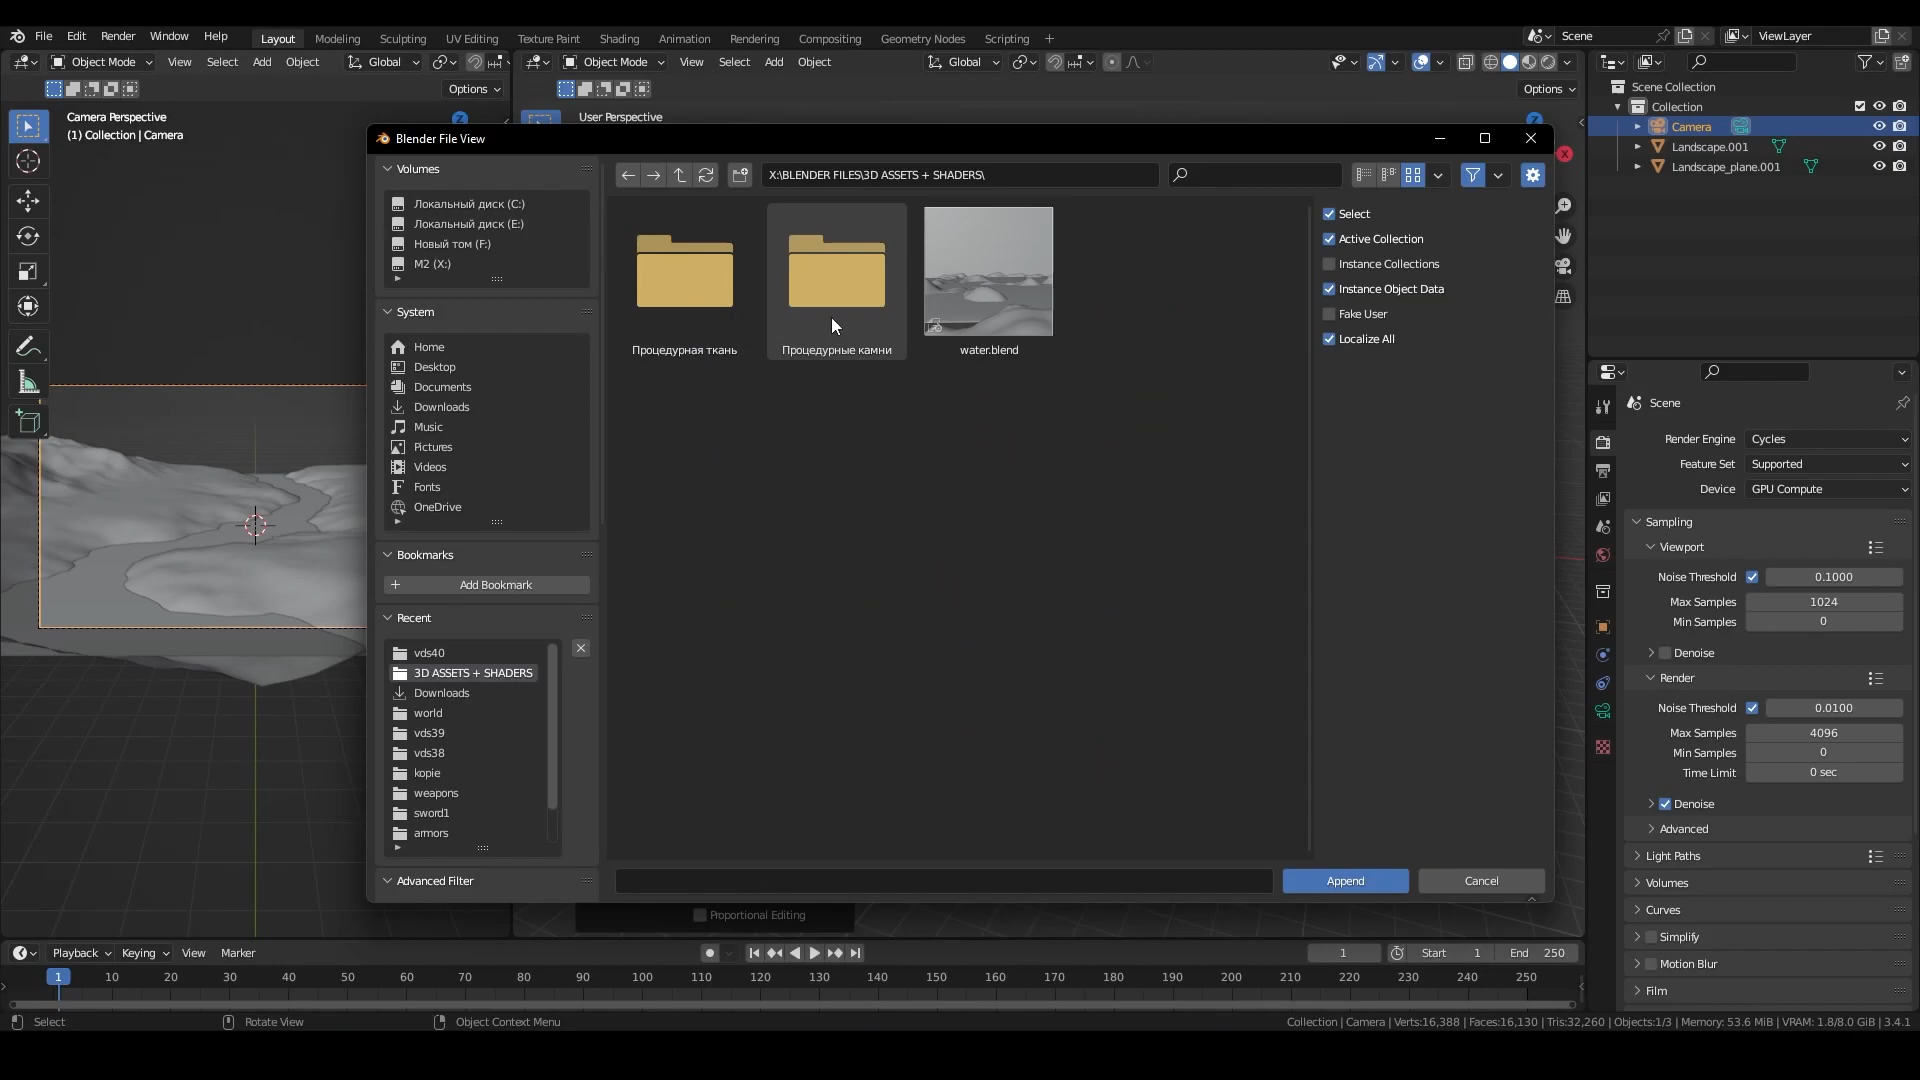 File Edit Render Window Help Layout Modeling Sculpting UV Editing Texture Paint Shading Animation Rendering Compositing Geometry Nodes Scripting + Scene ViewLayer
Object Mode View Select Add Object Global Object Mode View Select Add Object Global
Options Options
Camera Perspective
(1) Collection | Camera
User Perspective
Scene Collection
Collection
Camera
Landscape.001
Landscape_plane.001
Blender File View
Volumes
Локальный диск (C:)
Локальный диск (E:)
Новый том (F:)
M2 (X:)
System
Home
Desktop
Documents
Downloads
Music
Pictures
Videos
Fonts
OneDrive
Bookmarks
Add Bookmark
Recent
vds40
3D ASSETS + SHADERS
Downloads
world
vds39
vds38
kopie
weapons
sword1
armors
Advanced Filter
X:\BLENDER FILES\3D ASSETS + SHADERS\
Процедурная ткань
Процедурные камни
water.blend
Select
Active Collection
Instance Collections
Instance Object Data
Fake User
Localize All
Append Cancel
Proportional Editing
Scene
Render Engine Cycles
Feature Set Supported
Device GPU Compute
Sampling
Viewport
Noise Threshold 0.1000
Max Samples 1024
Min Samples 0
Denoise
Render
Noise Threshold 0.0100
Max Samples 4096
Min Samples 0
Time Limit 0 sec
Denoise
Advanced
Light Paths
Volumes
Curves
Simplify
Motion Blur
Film
Playback Keying View Marker 1 Start 1 End 250
1 10 20 30 40 50 60 70 80 90 100 110 120 130 140 150 160 170 180 190 200 210 220 230 240 250
Select Rotate View Object Context Menu Collection | Camera | Verts:16,388 | Faces:16,130 | Tris:32,260 | Objects:1/3 | Memory: 53.6 MiB | VRAM: 1.8/8.0 GiB | 3.4.1